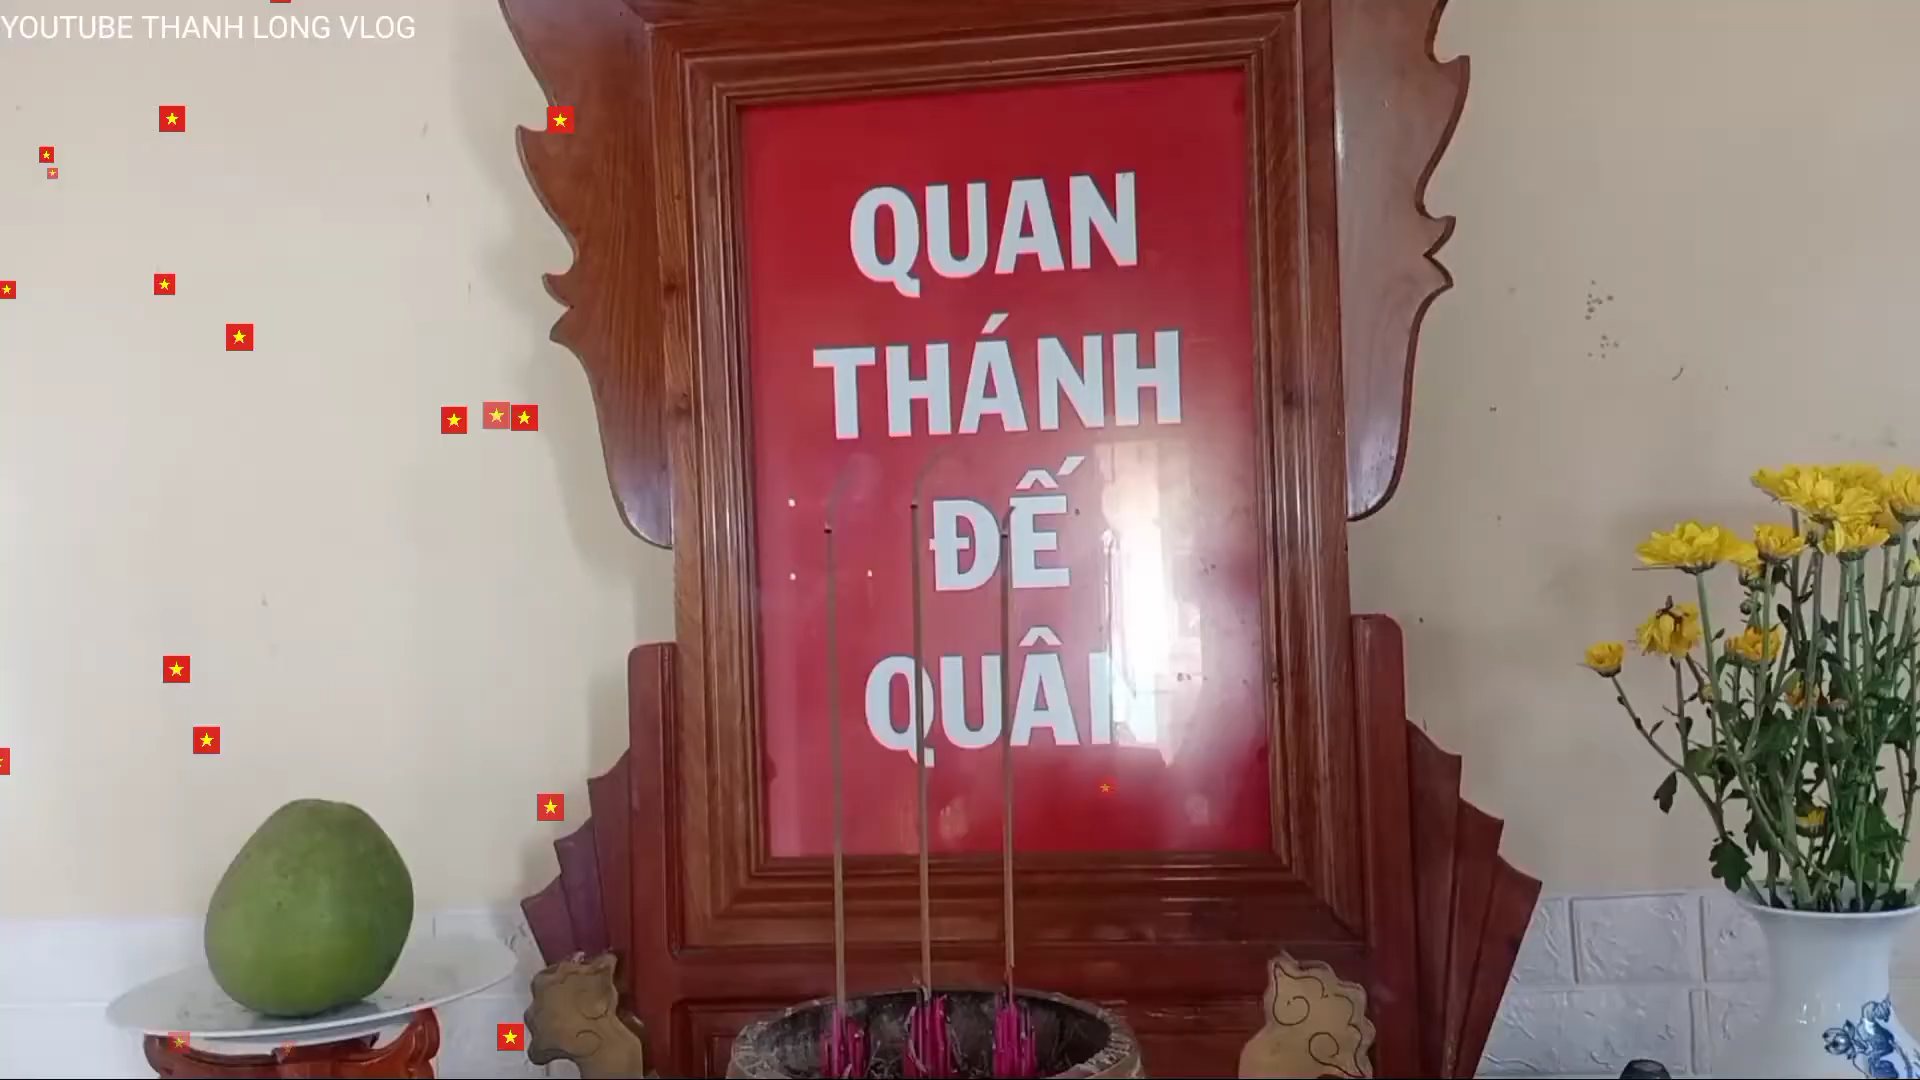 YOUTUBE THANH LONG VLOG
QUAN
THÁNH
ĐẾ
QUÂN